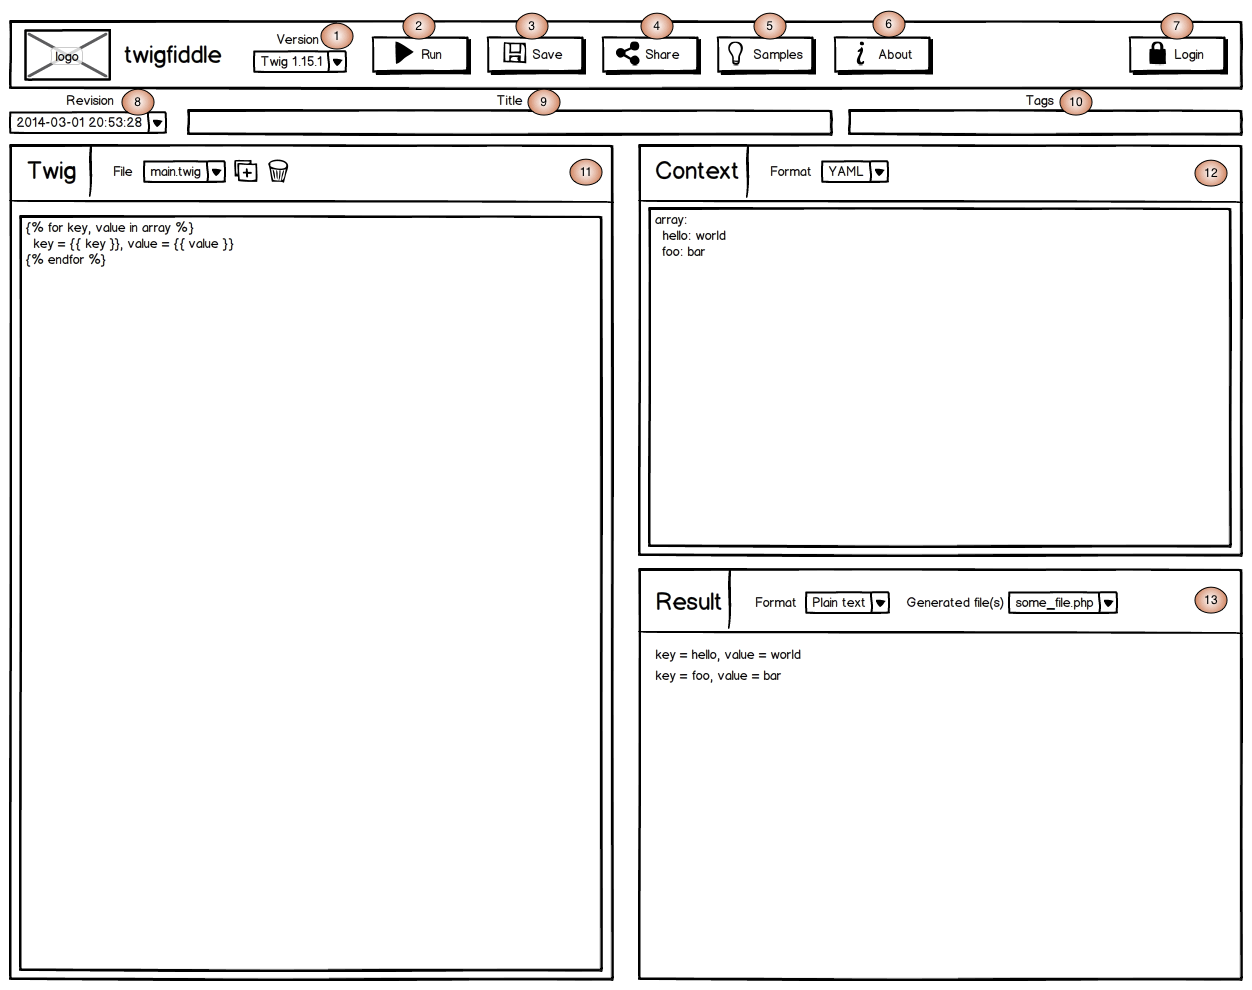 1 2 3 4 5 6 7
logo twigfiddle Version Twig 1.15.1 Run Save Share Samples About Login
Revision 8 Title 9 Tags 10
2014-03-01 20:53:28
Twig File main.twig 11
{% for key, value in array %}
key = {{ key }}, value = {{ value }}
{% endfor %}
Context Format YAML 12
array:
hello: world
foo: bar
Result Format Plain text Generated file(s) some_file.php 13
key = hello, value = world
key = foo, value = bar